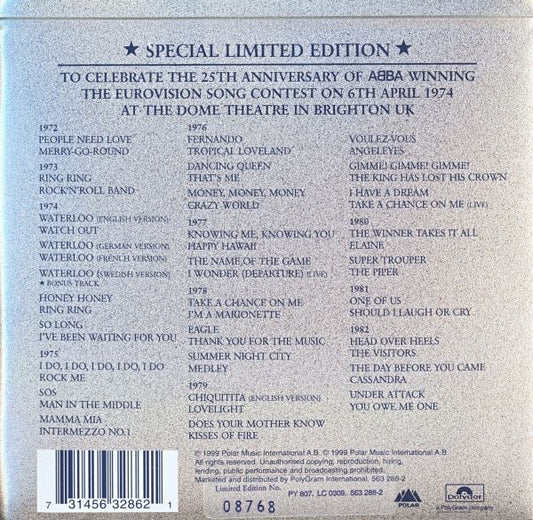 ★ SPECIAL LIMITED EDITION ★
TO CELEBRATE THE 25TH ANNIVERSARY OF ABBA WINNING
THE EUROVISION SONG CONTEST ON 6TH APRIL 1974
AT THE DOME THEATRE IN BRIGHTON UK
1972
PEOPLE NEED LOVE
MERRY-GO-ROUND
1973
RING RING
ROCK'N'ROLL BAND
1974
WATERLOO (ENGLISH VERSION)
WATCH OUT
WATERLOO (GERMAN VERSION)
WATERLOO (FRENCH VERSION)
WATERLOO (SWEDISH VERSION)
★ BONUS TRACK
HONEY HONEY
RING RING
SO LONG
I'VE BEEN WAITING FOR YOU
1975
I DO, I DO, I DO, I DO, I DO
ROCK ME
SOS
MAN IN THE MIDDLE
MAMMA MIA
INTERMEZZO NO.1
1976
FERNANDO
TROPICAL LOVELAND
DANCING QUEEN
THAT'S ME
MONEY, MONEY, MONEY
CRAZY WORLD
1977
KNOWING ME, KNOWING YOU
HAPPY HAWAII
THE NAME OF THE GAME
I WONDER (DEPARTURE) (LIVE)
1978
TAKE A CHANCE ON ME
I'M A MARIONETTE
EAGLE
THANK YOU FOR THE MUSIC
SUMMER NIGHT CITY
MEDLEY
1979
CHIQUITITA (ENGLISH VERSION)
LOVELIGHT
DOES YOUR MOTHER KNOW
KISSES OF FIRE
VOULEZ-VOUS
ANGELEYES
GIMME! GIMME! GIMME!
THE KING HAS LOST HIS CROWN
I HAVE A DREAM
TAKE A CHANCE ON ME (LIVE)
1980
THE WINNER TAKES IT ALL
ELAINE
SUPER TROUPER
THE PIPER
1981
ONE OF US
SHOULD I LAUGH OR CRY
1982
HEAD OVER HEELS
THE VISITORS
THE DAY BEFORE YOU CAME
CASSANDRA
UNDER ATTACK
YOU OWE ME ONE
7 31456 32862 1
℗ 1999 Polar Music International A.B. © 1999 Polar Music International
A.B. Unauthorised copying, reproduction, hiring,
lending, public performance and broadcasting prohibited.
Marketed and distributed by PolyGram International. 563 286-2
Limited Edition No. PY 807. LC 0309. 563 286-2
08768
POLAR
Polydor
a PolyGram company